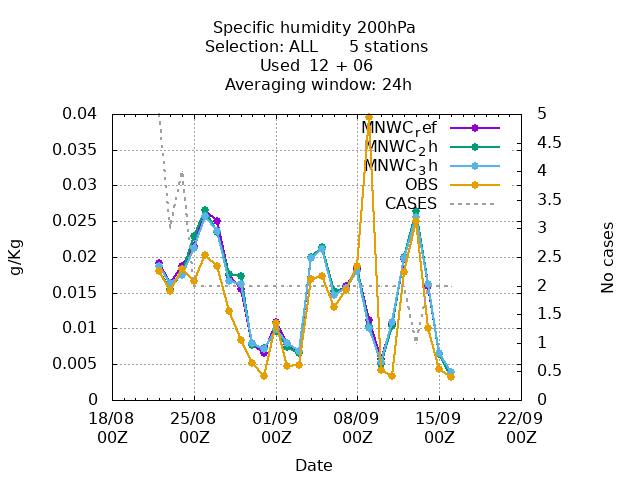 Specific humidity 200hPa
Selection: ALL 5 stations
Used 12 + 06
Averaging window: 24h
g/Kg
No cases
0.04
0.035
0.03
0.025
0.02
0.015
0.01
0.005
0
5
4.5
4
3.5
3
2.5
2
1.5
1
0.5
0
MNWCref
MNWC2h
MNWC3h
OBS
CASES
18/08 25/08 01/09 08/09 15/09 22/09
00Z 00Z 00Z 00Z 00Z 00Z
Date